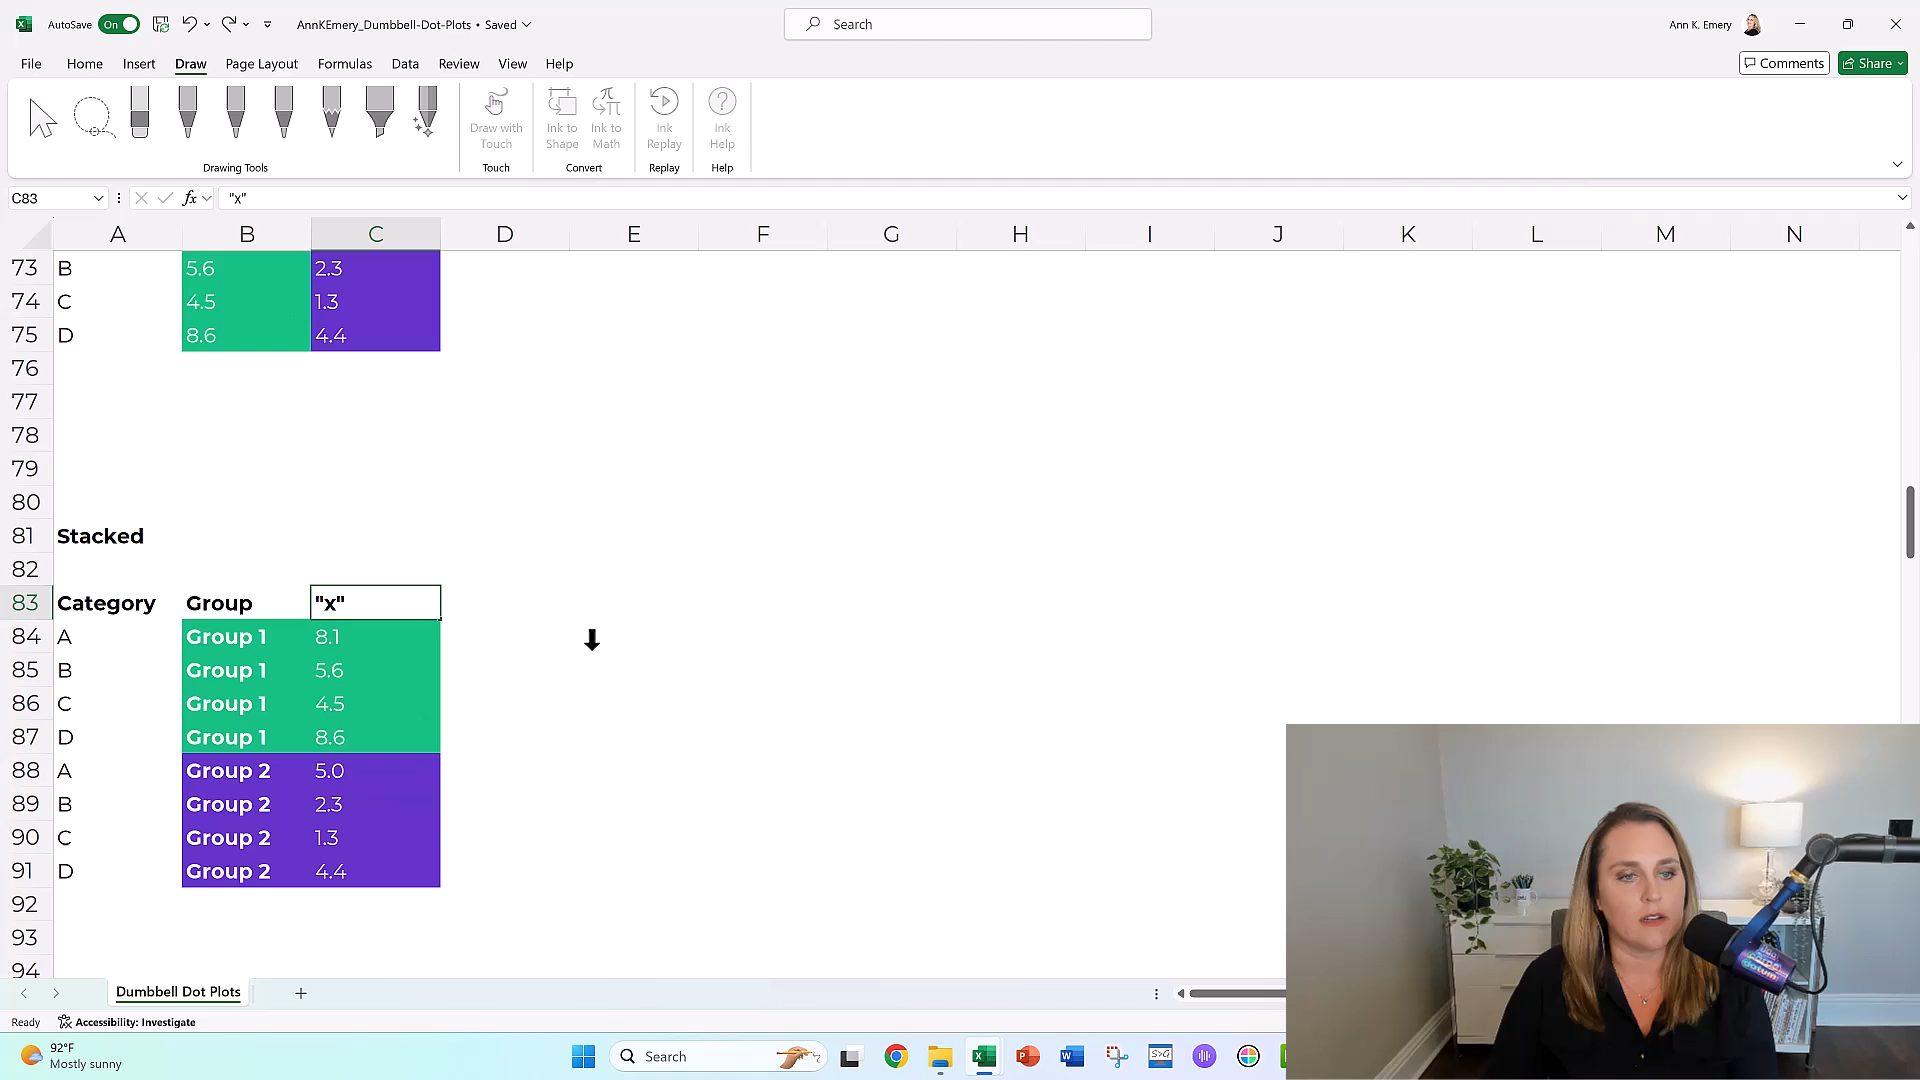 AutoSave On AnnKEmery_Dumbbell-Dot-Plots • Saved Search Ann K. Emery
File Home Insert Draw Page Layout Formulas Data Review View Help Comments Share
Draw with Touch
Ink to Shape
Ink to Math
Ink Replay
Ink Help
Drawing Tools Touch Convert Replay Help
C83 fx "x"
A B C D E F G H I J K L M N
73 B 5.6 2.3
74 C 4.5 1.3
75 D 8.6 4.4
76
77
78
79
80
81 Stacked
82
83 Category Group "x"
84 A Group 1 8.1
85 B Group 1 5.6
86 C Group 1 4.5
87 D Group 1 8.6
88 A Group 2 5.0
89 B Group 2 2.3
90 C Group 2 1.3
91 D Group 2 4.4
92
93
94
Dumbbell Dot Plots
Ready Accessibility: Investigate
92°F
Mostly sunny
Search